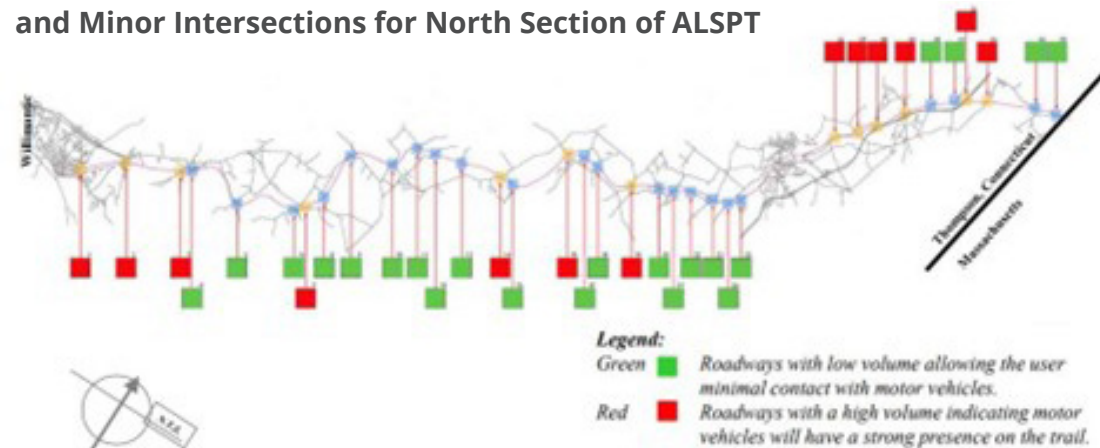 and Minor Intersections for North Section of ALSPT
Willimantic
Thompson, Connecticut
Massachusetts
Legend:
Green Roadways with low volume allowing the user
minimal contact with motor vehicles.
Red Roadways with a high volume indicating motor
vehicles will have a strong presence on the trail.